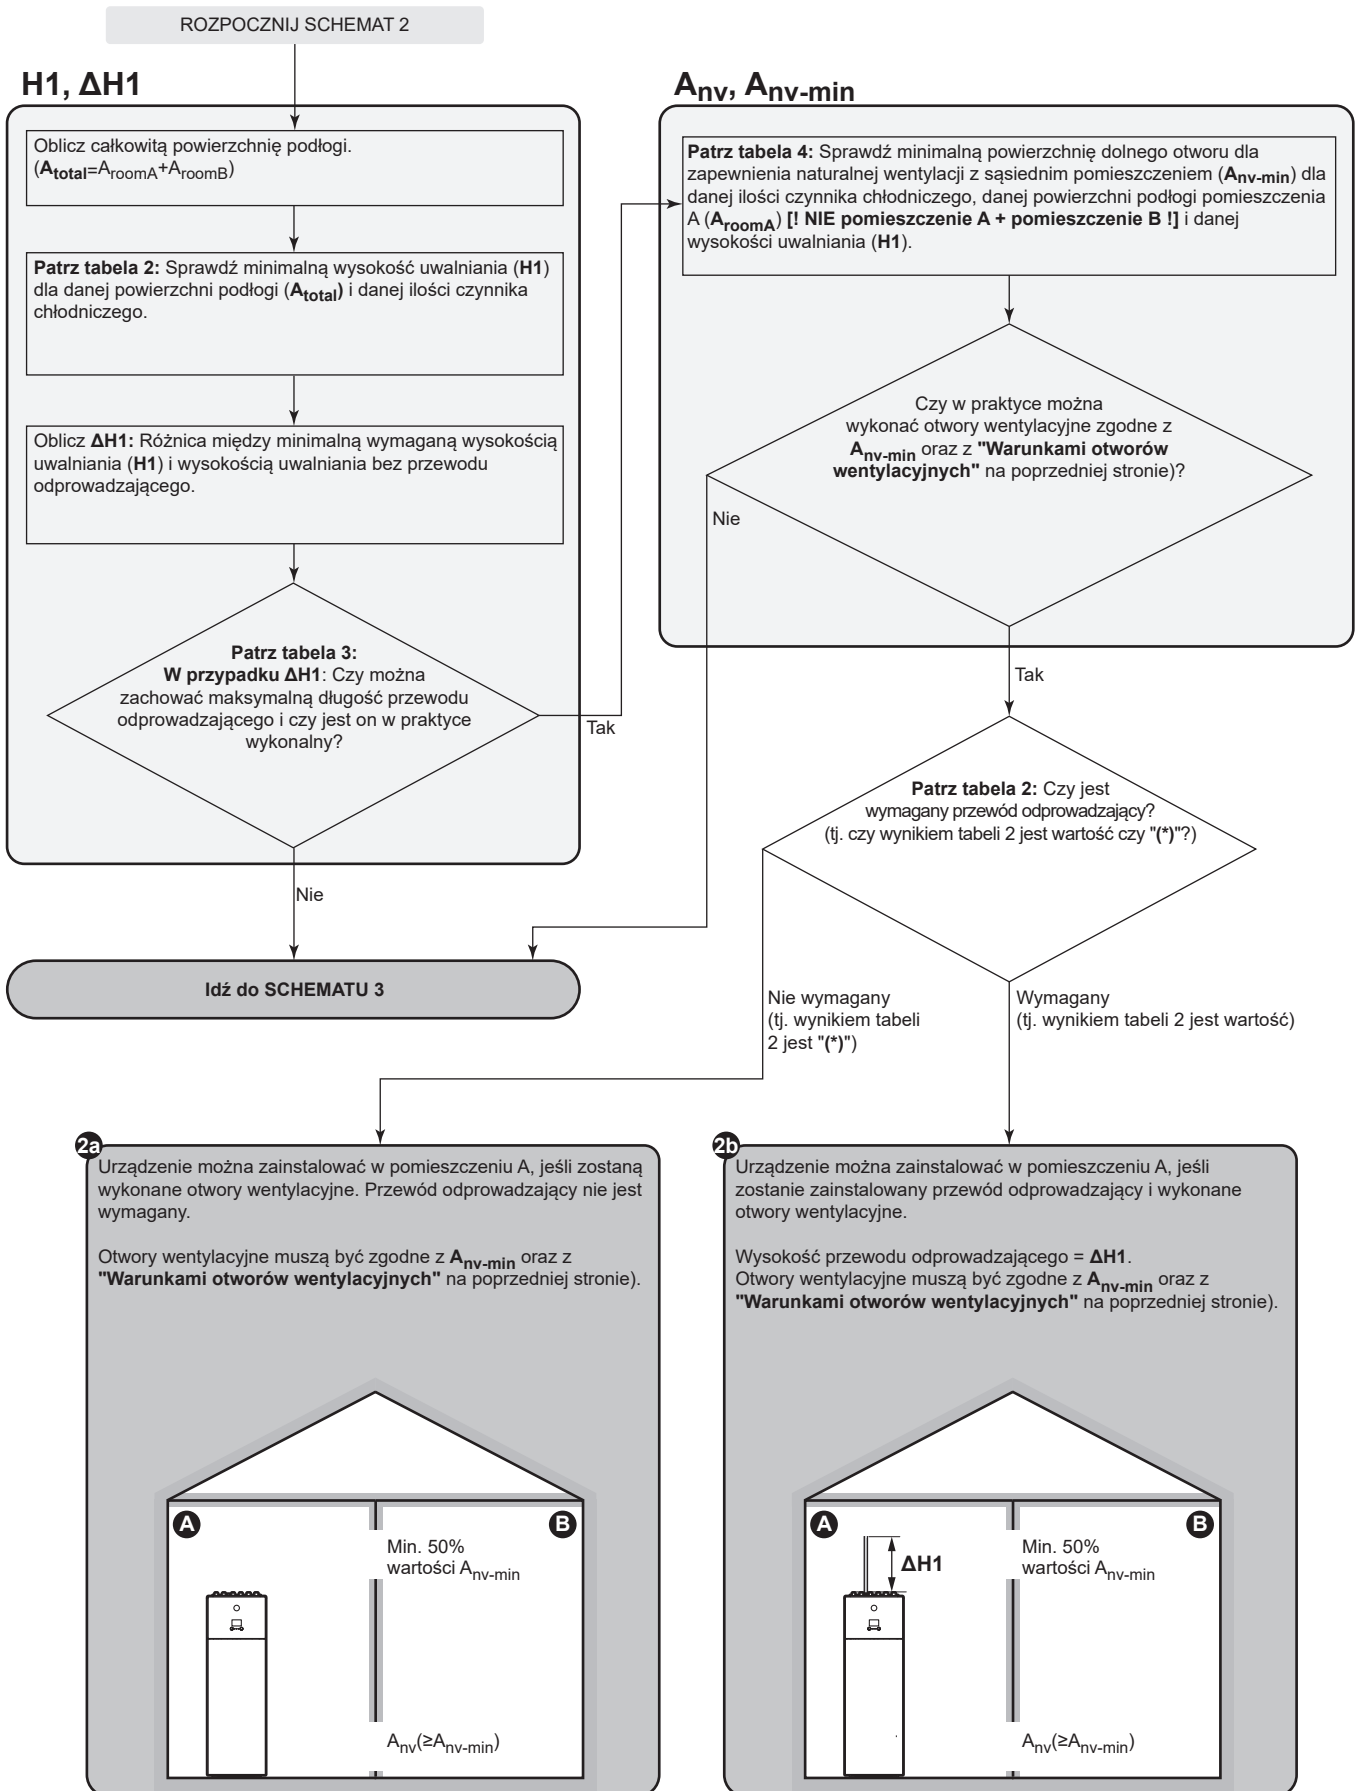 ROZPOCZNIJ SCHEMAT 2
H1, ΔH1
Oblicz całkowitą powierzchnię podłogi.
(Atotal=AroomA+AroomB)
Patrz tabela 2: Sprawdź minimalną wysokość uwalniania (H1)
dla danej powierzchni podłogi (Atotal) i danej ilości czynnika
chłodniczego.
Oblicz ΔH1: Różnica między minimalną wymaganą wysokością
uwalniania (H1) i wysokością uwalniania bez przewodu
odprowadzającego.
Patrz tabela 3:
W przypadku ΔH1: Czy można
zachować maksymalną długość przewodu
odprowadzającego i czy jest on w praktyce
wykonalny?
Tak
Nie
Idź do SCHEMATU 3
Anv, Anv-min
Patrz tabela 4: Sprawdź minimalną powierzchnię dolnego otworu dla
zapewnienia naturalnej wentylacji z sąsiednim pomieszczeniem (Anv-min) dla
danej ilości czynnika chłodniczego, danej powierzchni podłogi pomieszczenia
A (AroomA) [! NIE pomieszczenie A + pomieszczenie B !] i danej
wysokości uwalniania (H1).
Czy w praktyce można
wykonać otwory wentylacyjne zgodne z
Anv-min oraz z "Warunkami otworów
wentylacyjnych" na poprzedniej stronie)?
Nie
Tak
Patrz tabela 2: Czy jest
wymagany przewód odprowadzający?
(tj. czy wynikiem tabeli 2 jest wartość czy "(*)"?)
Nie wymagany
(tj. wynikiem tabeli
2 jest "(*)")
Wymagany
(tj. wynikiem tabeli 2 jest wartość)
2a
Urządzenie można zainstalować w pomieszczeniu A, jeśli zostaną
wykonane otwory wentylacyjne. Przewód odprowadzający nie jest
wymagany.
Otwory wentylacyjne muszą być zgodne z Anv-min oraz z
"Warunkami otworów wentylacyjnych" na poprzedniej stronie).
A
B
Min. 50%
wartości Anv-min
Anv(≥Anv-min)
2b
Urządzenie można zainstalować w pomieszczeniu A, jeśli
zostanie zainstalowany przewód odprowadzający i wykonane
otwory wentylacyjne.
Wysokość przewodu odprowadzającego = ΔH1.
Otwory wentylacyjne muszą być zgodne z Anv-min oraz z
"Warunkami otworów wentylacyjnych" na poprzedniej stronie).
A
B
ΔH1
Min. 50%
wartości Anv-min
Anv(≥Anv-min)